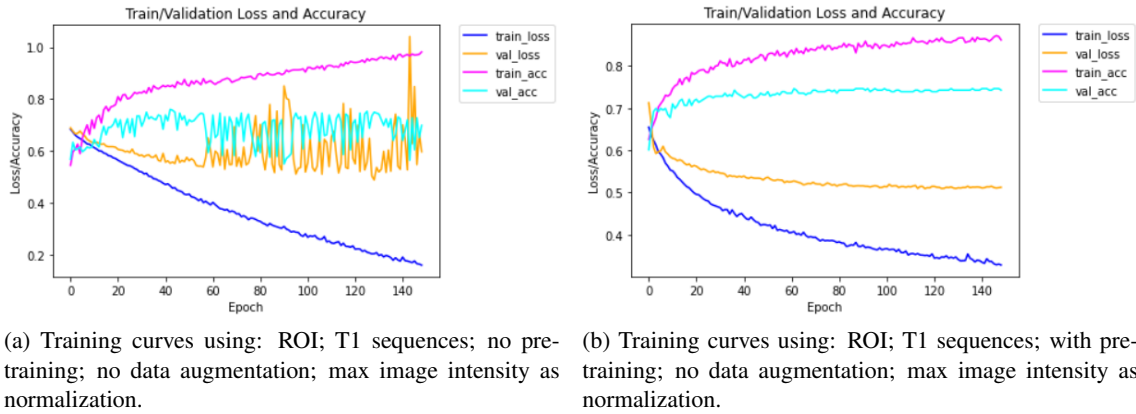 Train/Validation Loss and Accuracy
1.0
0.8
0.6
0.4
0.2
Loss/Accuracy
0
20
40
60
80
100
120
140
Epoch
train_loss
val_loss
train_acc
val_acc
Train/Validation Loss and Accuracy
0.8
0.7
0.6
0.5
0.4
Loss/Accuracy
0
20
40
60
80
100
120
140
Epoch
train_loss
val_loss
train_acc
val_acc
(a) Training curves using: ROI; T1 sequences; no pre-
training; no data augmentation; max image intensity as
normalization.
(b) Training curves using: ROI; T1 sequences; with pre-
training; no data augmentation; max image intensity as
normalization.